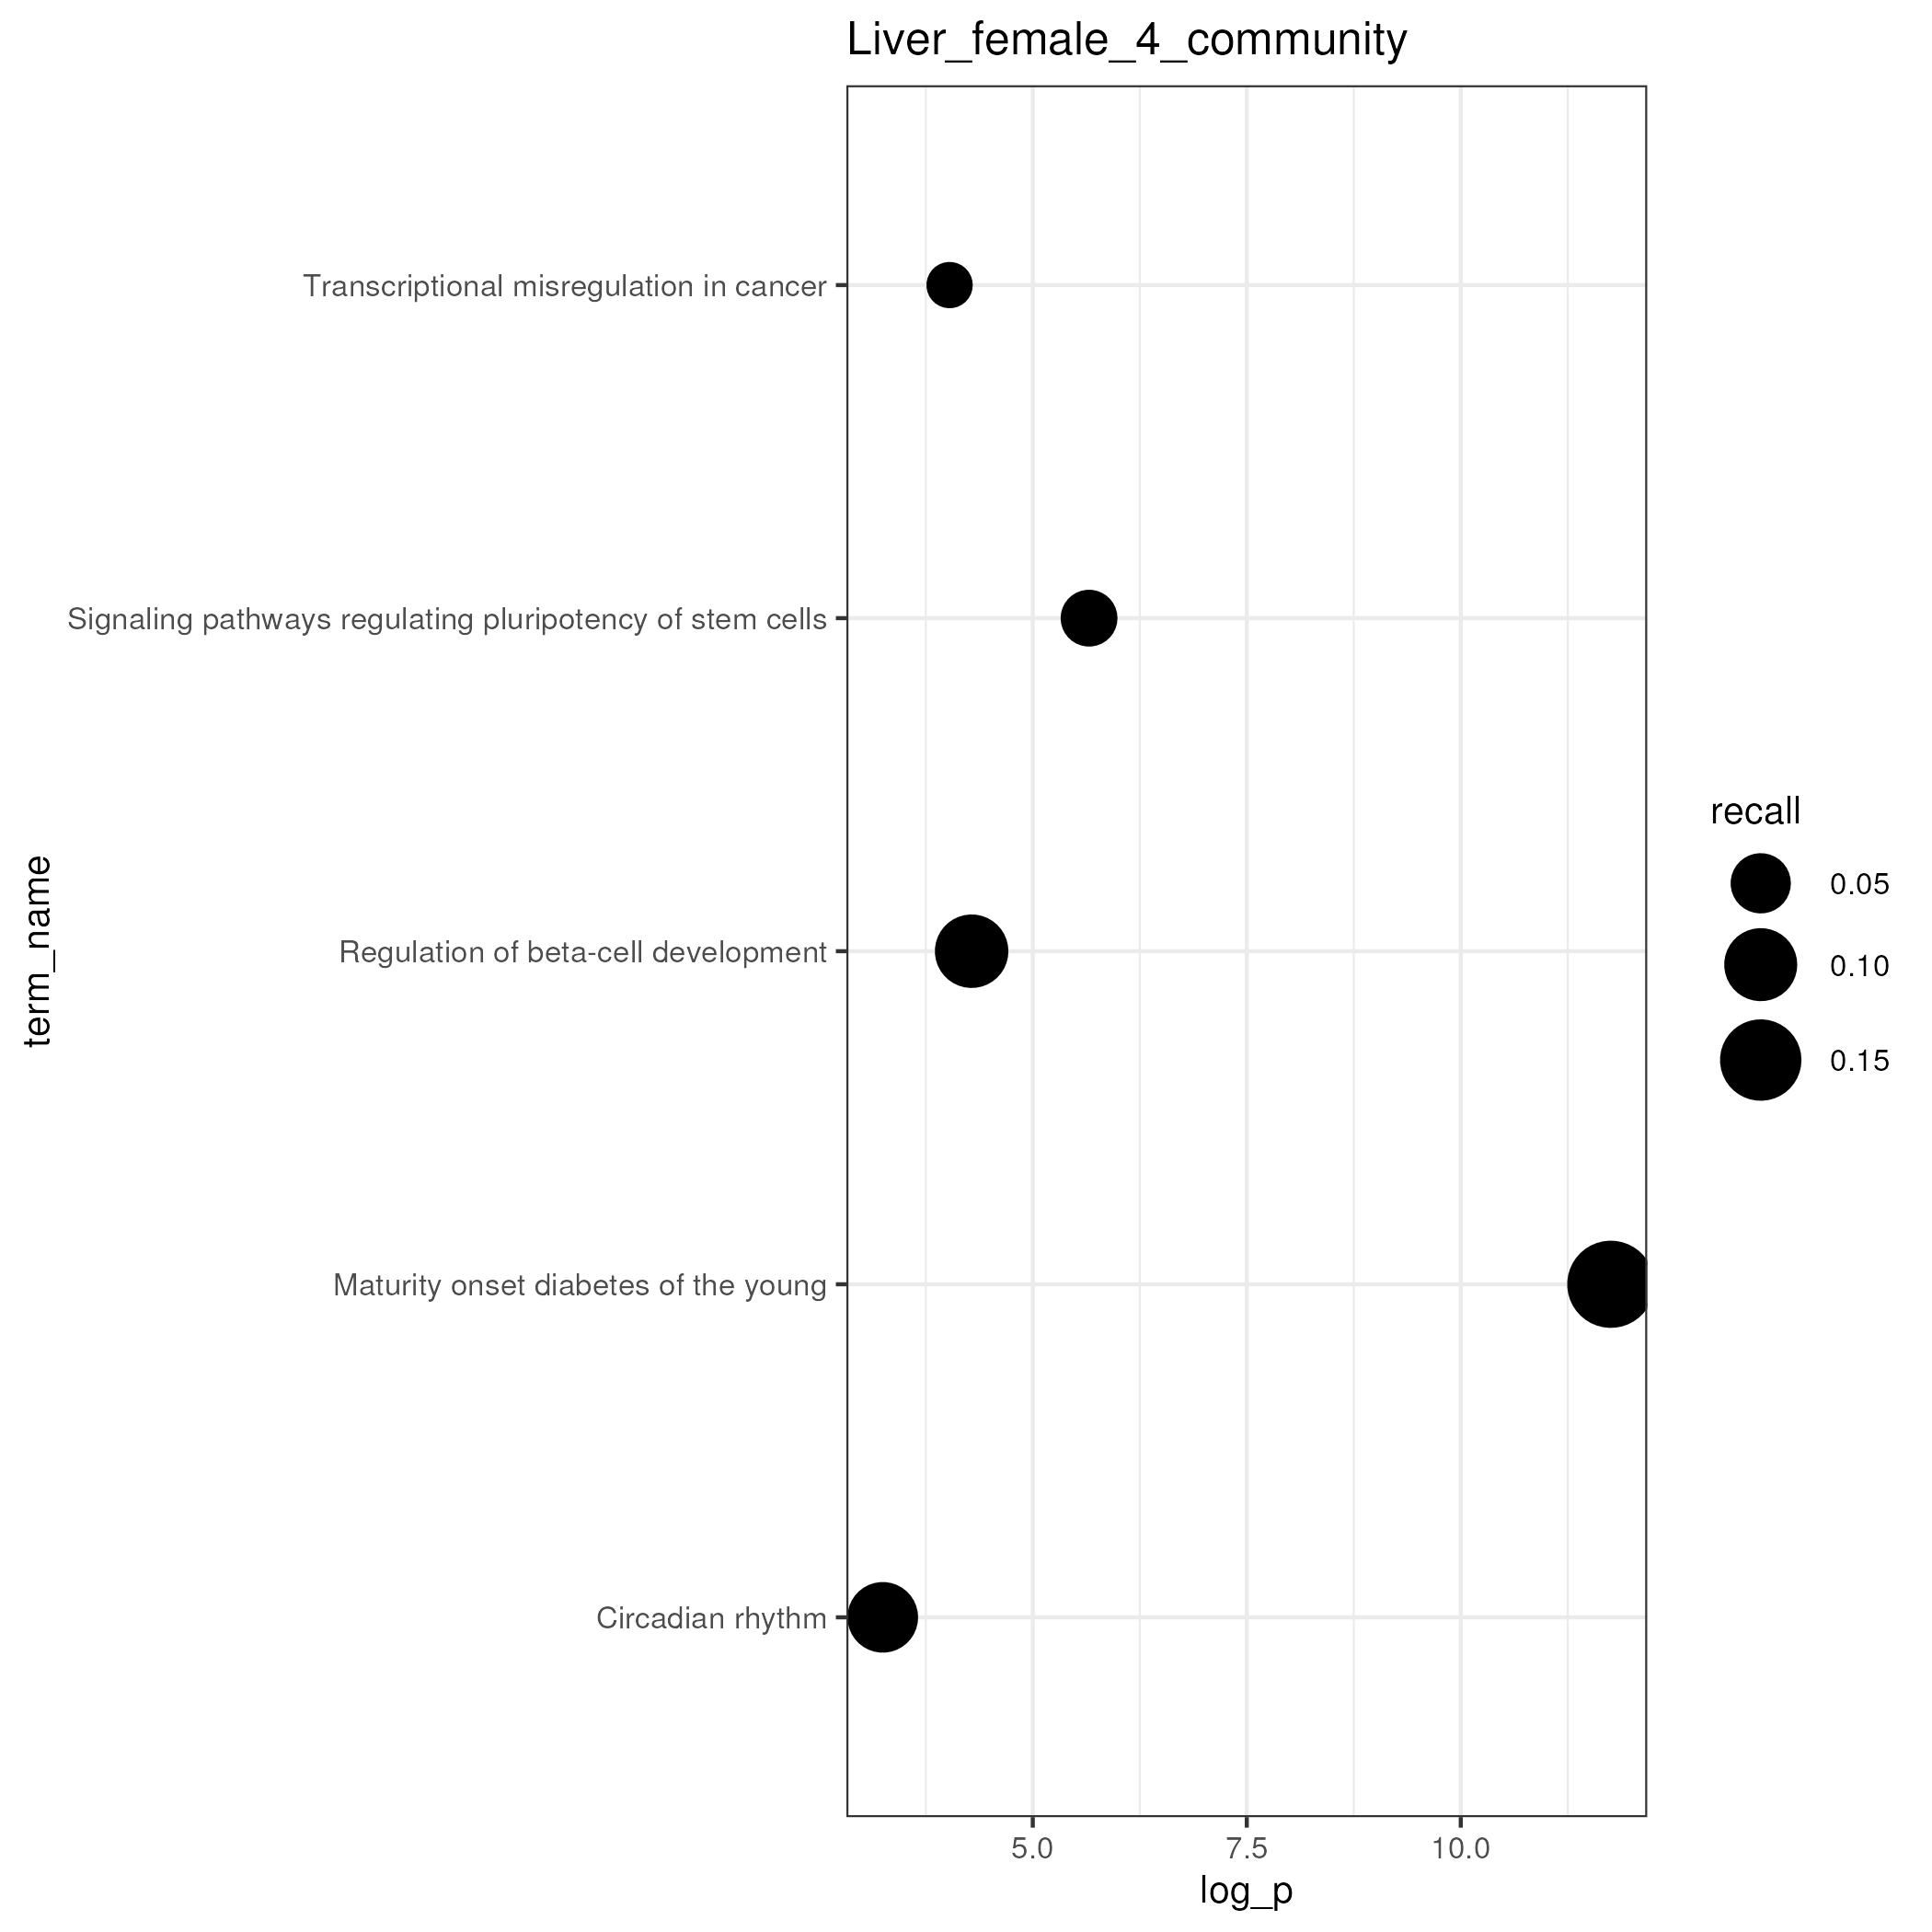 Liver_female_4_community
Transcriptional misregulation in cancer
Signaling pathways regulating pluripotency of stem cells
Regulation of beta-cell development
Maturity onset diabetes of the young
Circadian rhythm
term_name
5.0
7.5
10.0
log_p
recall
0.05
0.10
0.15